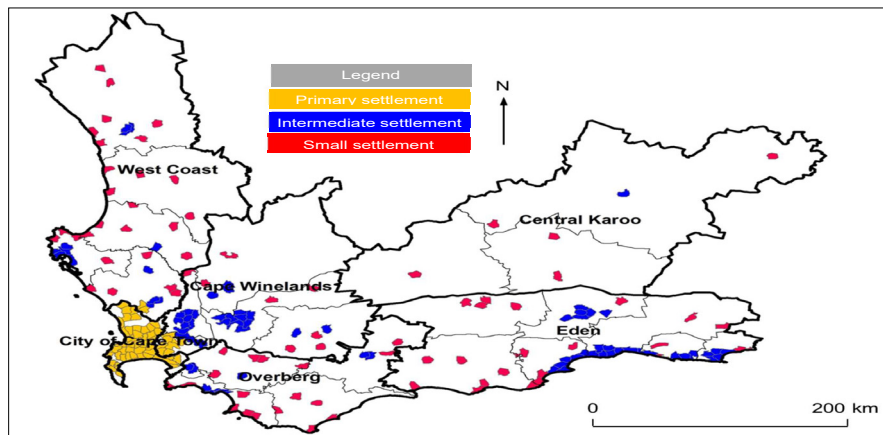 Legend
Primary settlement
Intermediate settlement
Small settlement
N
West Coast
Central Karoo
Cape Winelands
City of Cape Town
Eden
Overberg
0 200 km